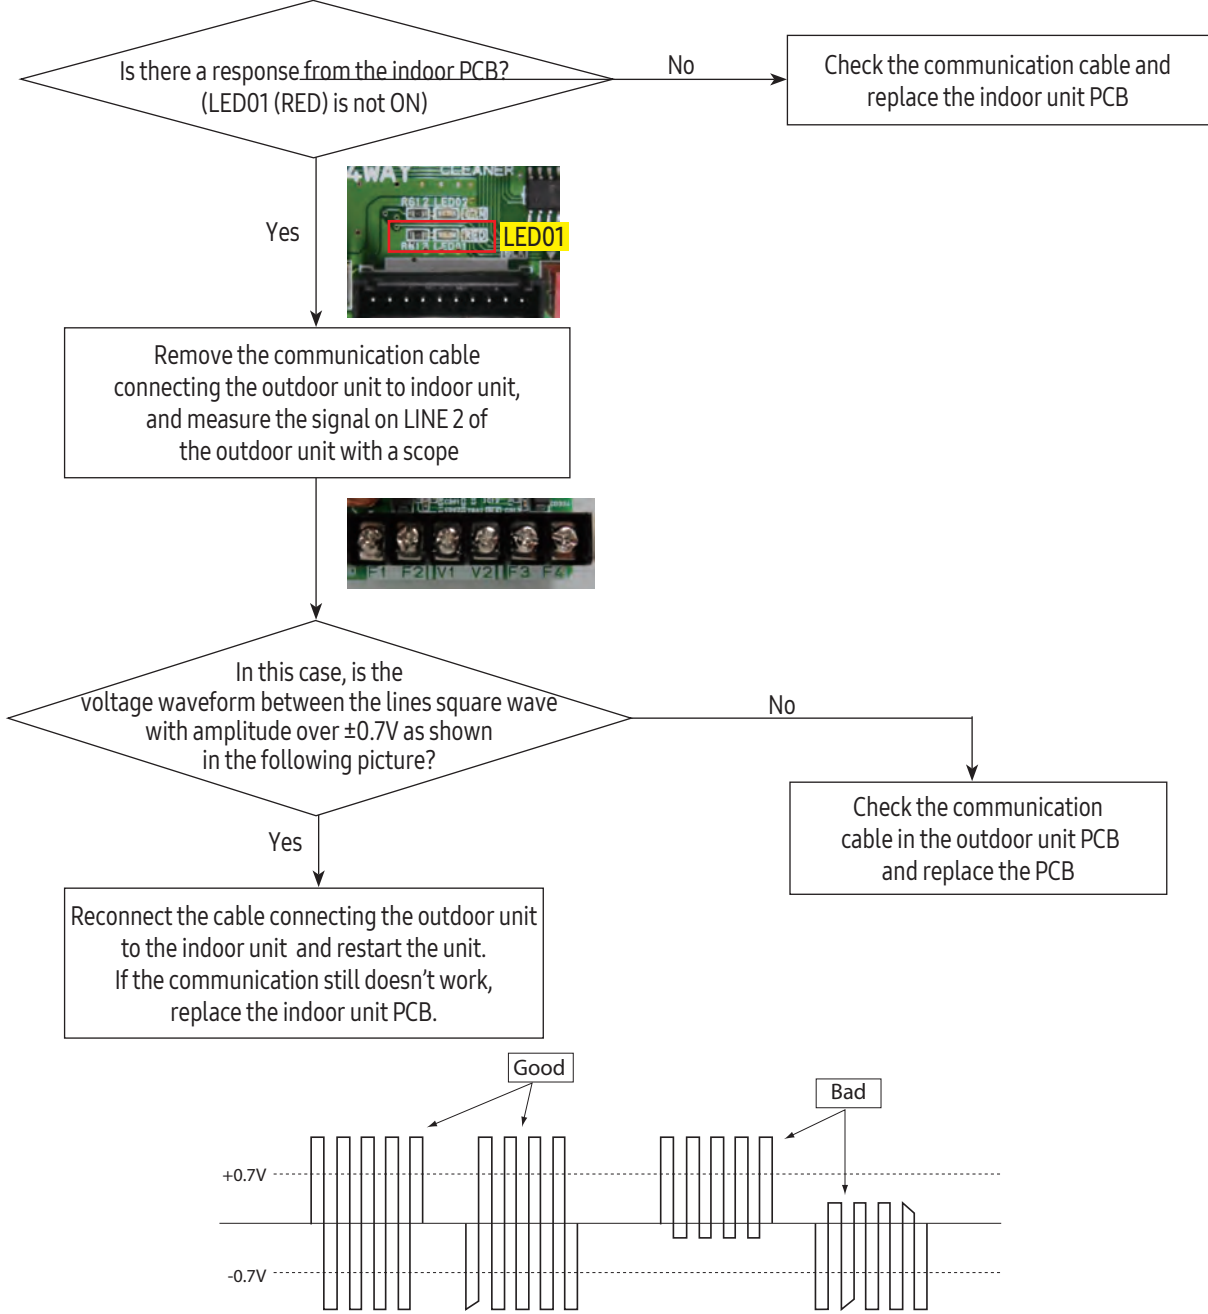 Is there a response from the indoor PCB?
(LED01 (RED) is not ON)
No
Check the communication cable and
replace the indoor unit PCB
Yes
4WAY
CLEANER
R612 LED02
LED01
Remove the communication cable
connecting the outdoor unit to indoor unit,
and measure the signal on LINE 2 of
the outdoor unit with a scope
F1 F2 V1 V2 F3 F4
In this case, is the
voltage waveform between the lines square wave
with amplitude over ±0.7V as shown
in the following picture?
No
Check the communication
cable in the outdoor unit PCB
and replace the PCB
Yes
Reconnect the cable connecting the outdoor unit
to the indoor unit and restart the unit.
If the communication still doesn't work,
replace the indoor unit PCB.
Good
Bad
+0.7V
-0.7V